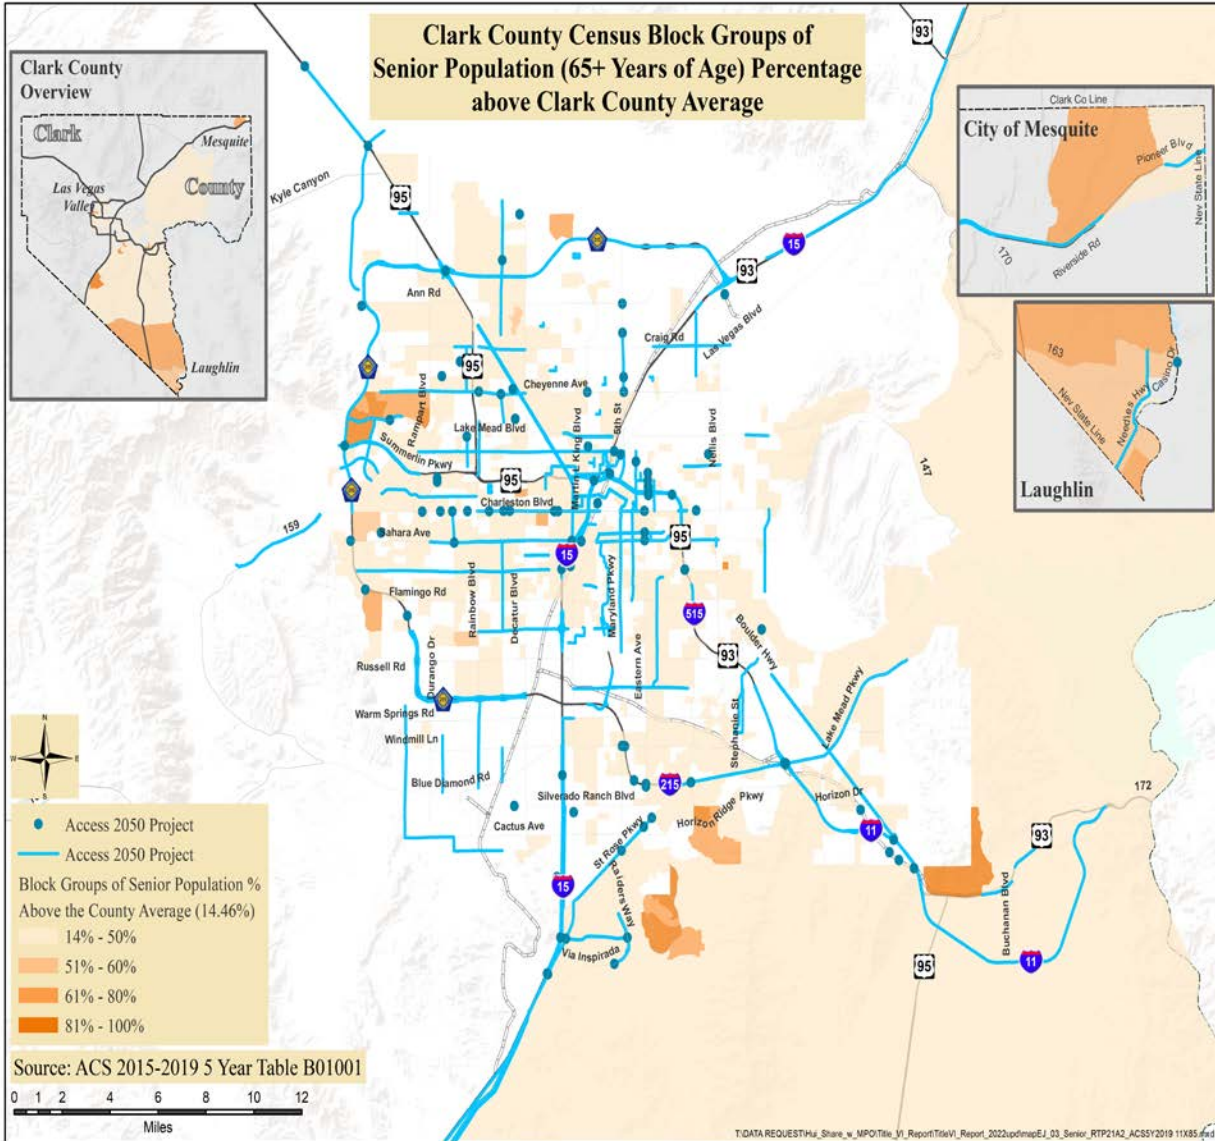 Clark County Census Block Groups of
Senior Population (65+ Years of Age) Percentage
above Clark County Average
Clark County
Overview
Clark
Mesquite
Las Vegas
Valley
County
Laughlin
93
Clark Co Line
City of Mesquite
Pioneer Blvd
Nev State Line
170
Riverside Rd
163
Casino Dr
Needles Hwy
Nev State Line
Laughlin
Kyle Canyon
95
15
93
Ann Rd
Las Vegas Blvd
Craig Rd
95
Cheyenne Ave
Rampart Blvd
5th St
Martin L King Blvd
Lake Mead Blvd
Nellis Blvd
Summerlin Pkwy
147
95
Charleston Blvd
159
Sahara Ave
95
15
Flamingo Rd
Rainbow Blvd
Decatur Blvd
Maryland Pkwy
515
Boulder Hwy
93
Russell Rd
Durango Dr
Eastern Ave
Lake Mead Pkwy
Warm Springs Rd
Stephanie St
Windmill Ln
Blue Diamond Rd
215
Silverado Ranch Blvd
Horizon Ridge Pkwy
Horizon Dr
172
Cactus Ave
St Rose Pkwy
11
93
15
Raiders Way
Buchanan Blvd
Via Inspirada
95
11
N
W E
S
Access 2050 Project
Access 2050 Project
Block Groups of Senior Population %
Above the County Average (14.46%)
14% - 50%
51% - 60%
61% - 80%
81% - 100%
Source: ACS 2015-2019 5 Year Table B01001
0 1 2 4 6 8 10 12
Miles